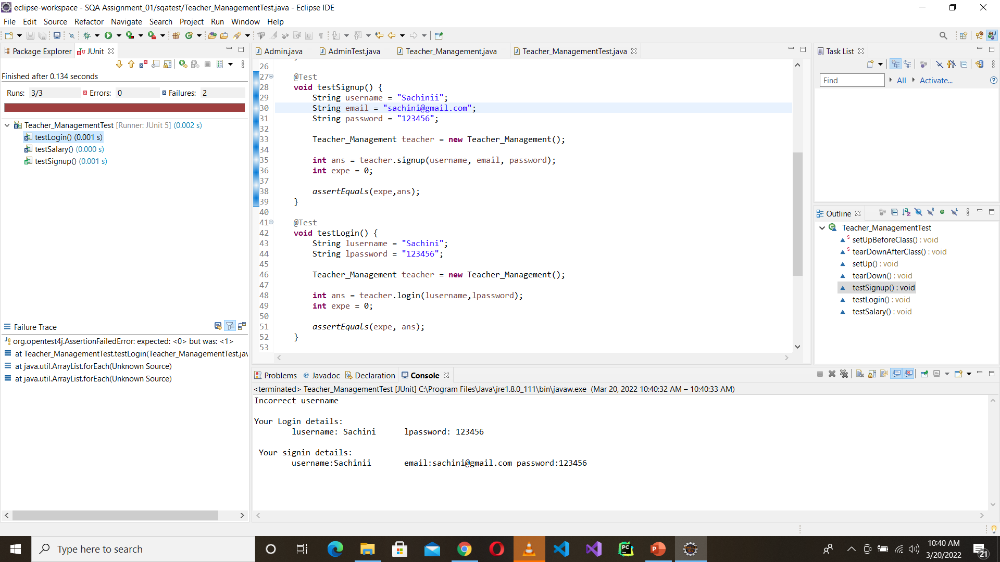 eclipse-workspace - SQA Assignment_01/sqatest/Teacher_ManagementTest.java - Eclipse IDE
File Edit Source Refactor Navigate Search Project Run Window Help
Package Explorer JUnit
Finished after 0.134 seconds
Runs: 3/3 Errors: 0 Failures: 2
Teacher_ManagementTest [Runner: JUnit 5] (0.002 s)
testLogin() (0.001 s)
testSalary() (0.000 s)
testSignup() (0.001 s)
Failure Trace
org.opentest4j.AssertionFailedError: expected: <0> but was: <1>
at Teacher_ManagementTest.testLogin(Teacher_ManagementTest.jav
at java.util.ArrayList.forEach(Unknown Source)
at java.util.ArrayList.forEach(Unknown Source)
Admin.java AdminTest.java Teacher_Management.java Teacher_ManagementTest.java
26
27 @Test
28 void testSignup() {
29 String username = "Sachinii";
30 String email = "sachini@gmail.com";
31 String password = "123456";
32
33 Teacher_Management teacher = new Teacher_Management();
34
35 int ans = teacher.signup(username, email, password);
36 int expe = 0;
37
38 assertEquals(expe,ans);
39 }
40
41 @Test
42 void testLogin() {
43 String lusername = "Sachini";
44 String lpassword = "123456";
45
46 Teacher_Management teacher = new Teacher_Management();
47
48 int ans = teacher.login(lusername,lpassword);
49 int expe = 0;
50
51 assertEquals(expe, ans);
52 }
53
Problems @ Javadoc Declaration Console
<terminated> Teacher_ManagementTest [JUnit] C:\Program Files\Java\jre1.8.0_111\bin\javaw.exe (Mar 20, 2022 10:40:32 AM – 10:40:33 AM)
Incorrect username
Your Login details:
lusername: Sachini lpassword: 123456
Your signin details:
username:Sachinii email:sachini@gmail.com password:123456
Task List
Find All Activate...
Outline
Teacher_ManagementTest
setUpBeforeClass() : void
tearDownAfterClass() : void
setUp() : void
tearDown() : void
testSignup() : void
testLogin() : void
testSalary() : void
Type here to search
10:40 AM
3/20/2022
21